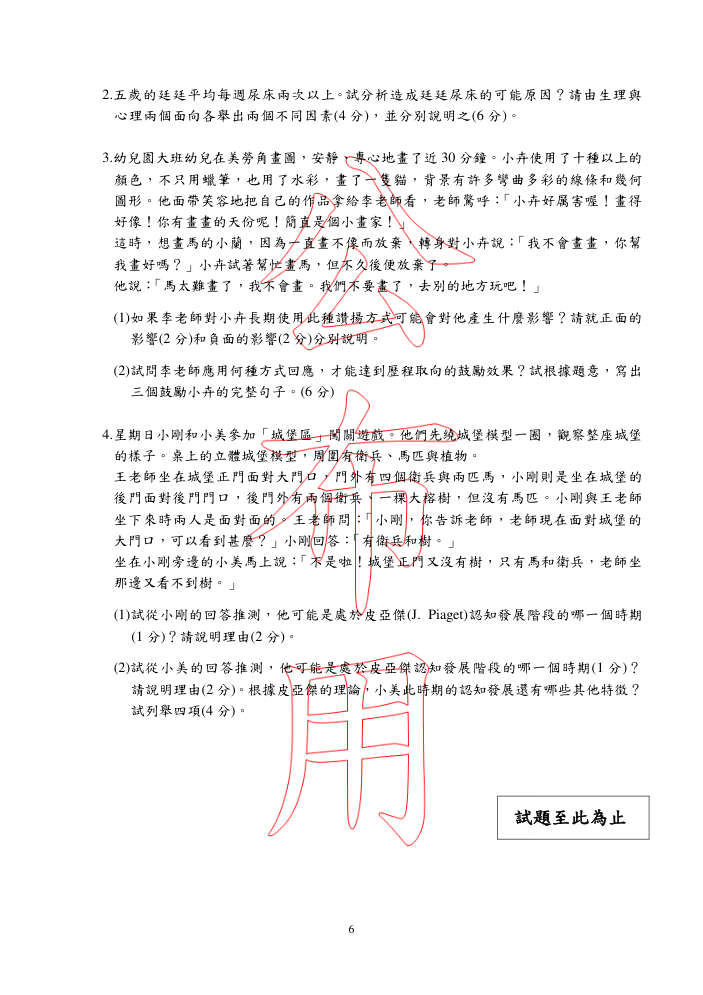 2.五歲的廷廷平均每週尿床兩次以上。試分析造成廷廷尿床的可能原因？請由生理與
心理兩個面向各舉出兩個不同因素(4 分)，並分別說明之(6 分)。
3.幼兒園大班幼兒在美勞角畫圖，安靜、專心地畫了近 30 分鐘。小卉使用了十種以上的
顏色，不只用蠟筆，也用了水彩，畫了一隻貓，背景有許多彎曲多彩的線條和幾何
圖形。他面帶笑容地把自己的作品拿給李老師看，老師驚呼：「小卉好厲害喔！畫得
好像！你有畫畫的天份呢！簡直是個小畫家！」
這時，想畫馬的小蘭，因為一直畫不像而放棄，轉身對小卉說：「我不會畫畫，你幫
我畫好嗎？」小卉試著幫忙畫馬，但不久後便放棄了。
他說：「馬太難畫了，我不會畫。我們不要畫了，去別的地方玩吧！」
(1)如果李老師對小卉長期使用此種讚揚方式可能會對他產生什麼影響？請就正面的
影響(2 分)和負面的影響(2 分)分別說明。
(2)試問李老師應用何種方式回應，才能達到歷程取向的鼓勵效果？試根據題意，寫出
三個鼓勵小卉的完整句子。(6 分)
4.星期日小剛和小美參加「城堡區」闖關遊戲。他們先繞城堡模型一圈，觀察整座城堡
的樣子。桌上的立體城堡模型，周圍有衛兵、馬匹與植物。
王老師坐在城堡正門面對大門口，門外有四個衛兵與兩匹馬，小剛則是坐在城堡的
後門面對後門門口，後門外有兩個衛兵、一棵大榕樹，但沒有馬匹。小剛與王老師
坐下來時兩人是面對面的。王老師問：「小剛，你告訴老師，老師現在面對城堡的
大門口，可以看到甚麼？」小剛回答：「有衛兵和樹。」
坐在小剛旁邊的小美馬上說：「不是啦！城堡正門又沒有樹，只有馬和衛兵，老師坐
那邊又看不到樹。」
(1)試從小剛的回答推測，他可能是處於皮亞傑(J. Piaget)認知發展階段的哪一個時期
(1 分)？請說明理由(2 分)。
(2)試從小美的回答推測，他可能是處於皮亞傑認知發展階段的哪一個時期(1 分)？
請說明理由(2 分)。根據皮亞傑的理論，小美此時期的認知發展還有哪些其他特徵？
試列舉四項(4 分)。
公布用
試題至此為止
6